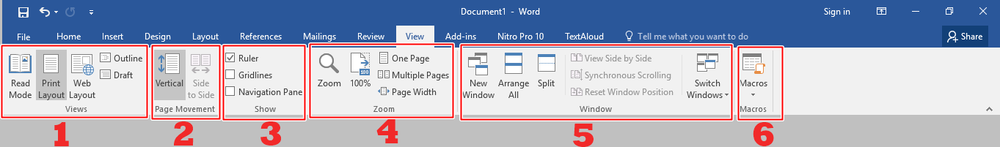 Document1 - Word
Sign in
File Home Insert Design Layout References Mailings Review View Add-ins Nitro Pro 10 TextAloud Tell me what you want to do Share
Read Mode
Print Layout
Web Layout
Outline
Draft
Views
Vertical
Side to Side
Page Movement
Ruler
Gridlines
Navigation Pane
Show
Zoom
100
100%
One Page
Multiple Pages
Page Width
Zoom
New Window
Arrange All
Split
View Side by Side
Synchronous Scrolling
Reset Window Position
Switch Windows
Window
Macros
Macros
1 2 3 4 5 6